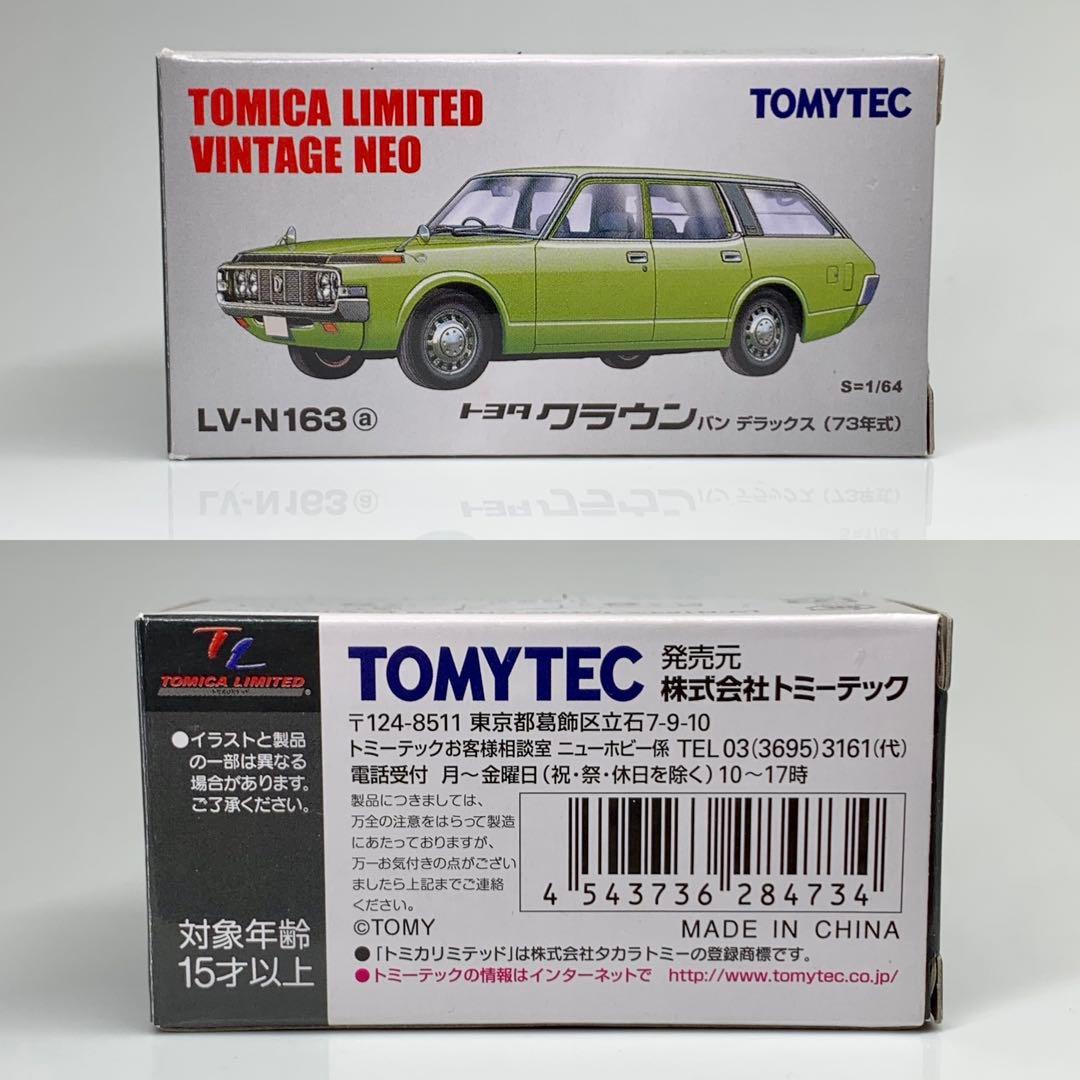 TOMICA LIMITED
VINTAGE NEO
TOMYTEC
S=1/64
LV-N163 ⓐ
トヨタ クラウン バン デラックス (73年式)
TL
TOMICA LIMITED
®
●イラストと製品
の一部は異なる
場合があります。
ご了承ください。
対象年齢
15才以上
TOMYTEC
発売元
株式会社トミーテック
〒124-8511 東京都葛飾区立石7-9-10
トミーテックお客様相談室 ニューホビー係 TEL 03(3695)3161(代)
電話受付 月〜金曜日(祝・祭・休日を除く)10〜17時
製品につきましては、
万全の注意をはらって製造
にあたっておりますが、
万一お気付きの点がござい
ましたら上記までご連絡
ください。
4 543736 284734
©TOMY
MADE IN CHINA
●「トミカリミテッド」は株式会社タカラトミーの登録商標です。
●トミーテックの情報はインターネットで http://www.tomytec.co.jp/